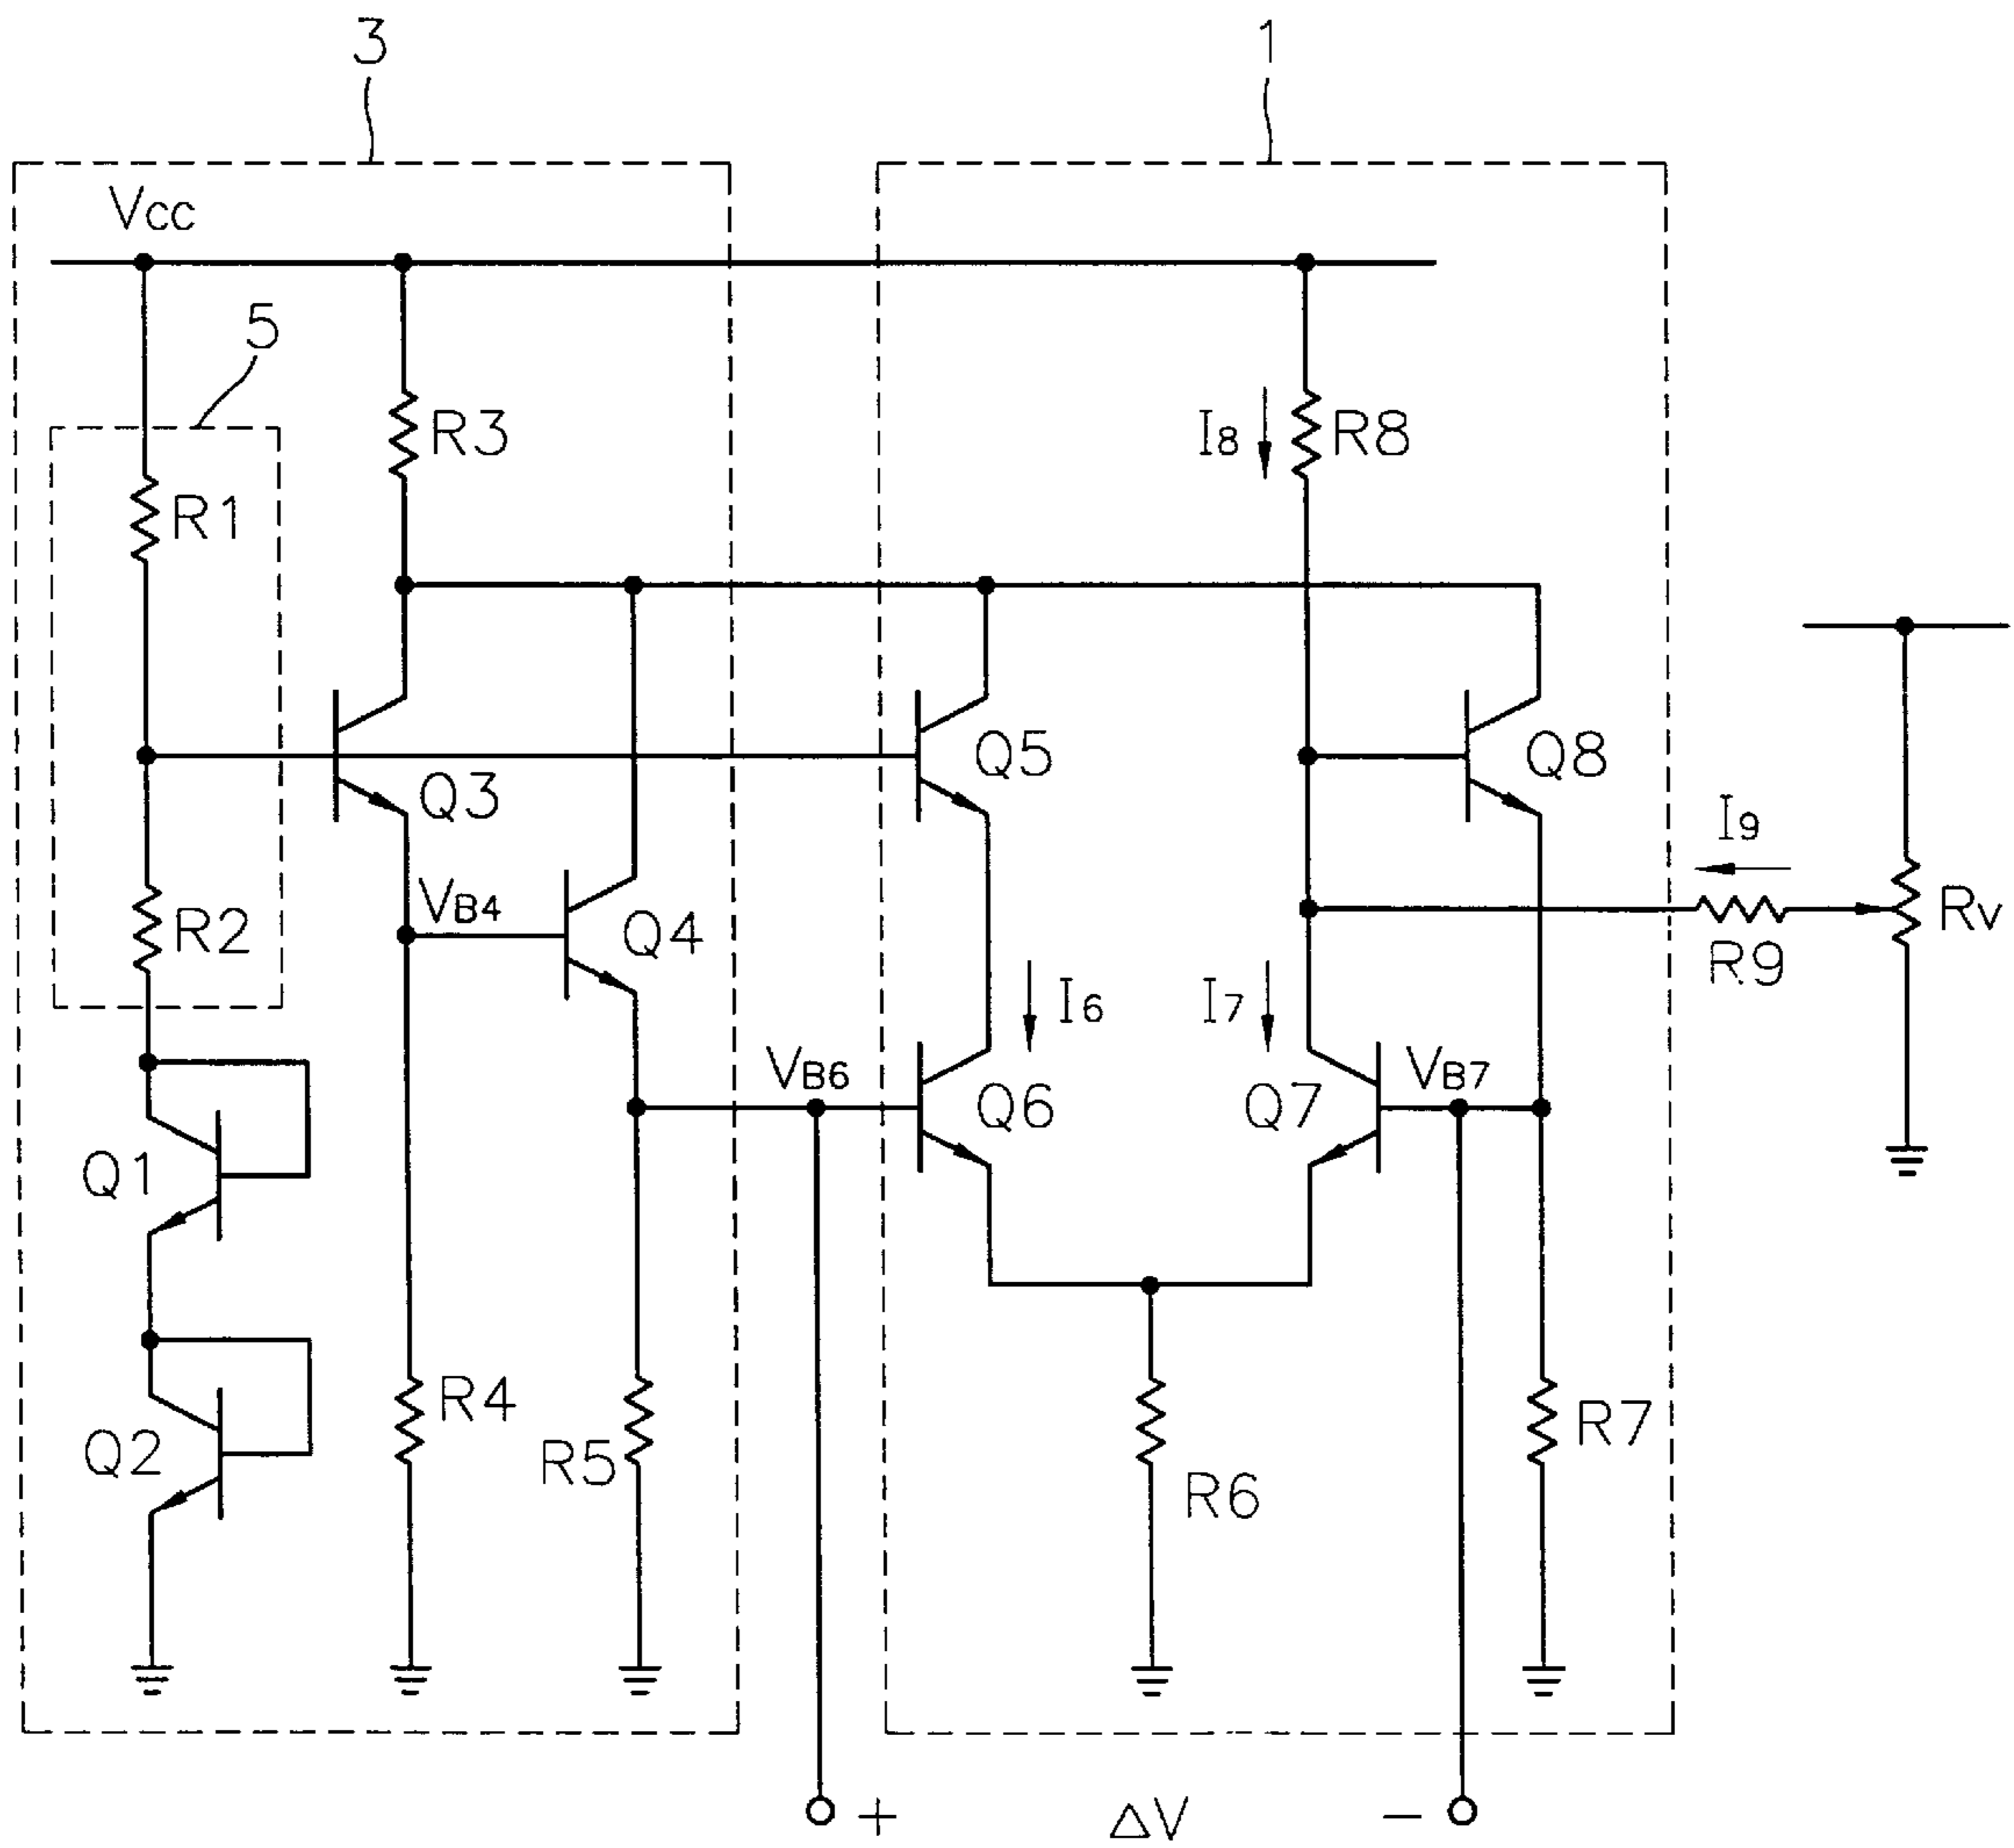 3
1
Vcc
5
R3
I8
R8
R1
Q5
Q8
Q3
I9
VB4
R2
Q4
Rv
R9
I6
I7
VB6
VB7
Q6
Q7
Q1
R4
R7
Q2
R5
R6
+ ΔV −